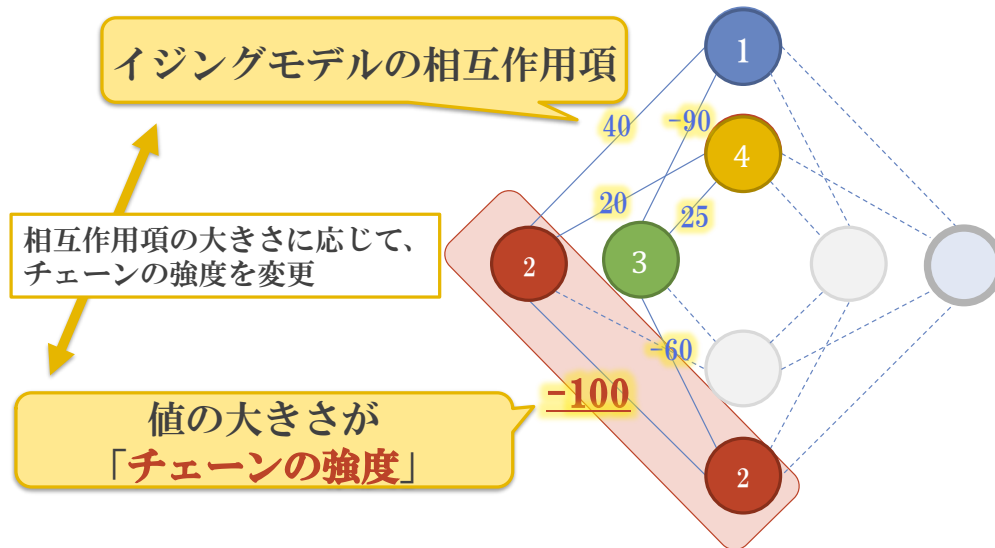 イジングモデルの相互作用項
1
40
-90
4
20
25
相互作用項の大きさに応じて、
チェーンの強度を変更
2
3
-60
-100
値の大きさが
「チェーンの強度」
2